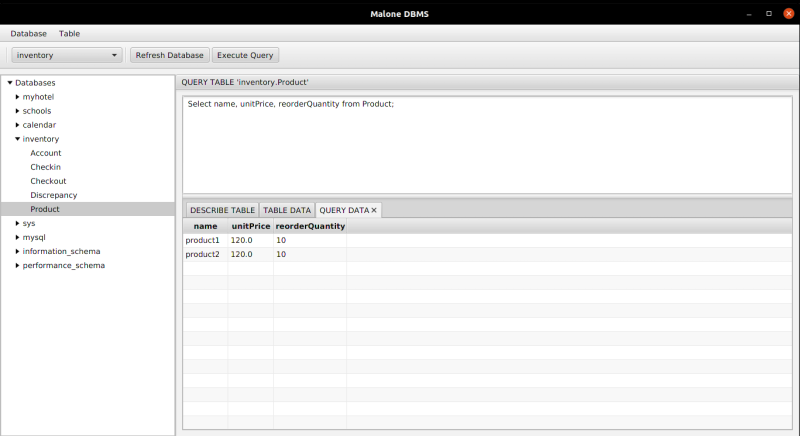 Malone DBMS
Database Table
inventory Refresh Database Execute Query
Databases
myhotel
schools
calendar
inventory
Account
Checkin
Checkout
Discrepancy
Product
sys
mysql
information_schema
performance_schema
QUERY TABLE 'inventory.Product'
Select name, unitPrice, reorderQuantity from Product;
DESCRIBE TABLE TABLE DATA QUERY DATA
name unitPrice reorderQuantity
product1 120.0 10
product2 120.0 10